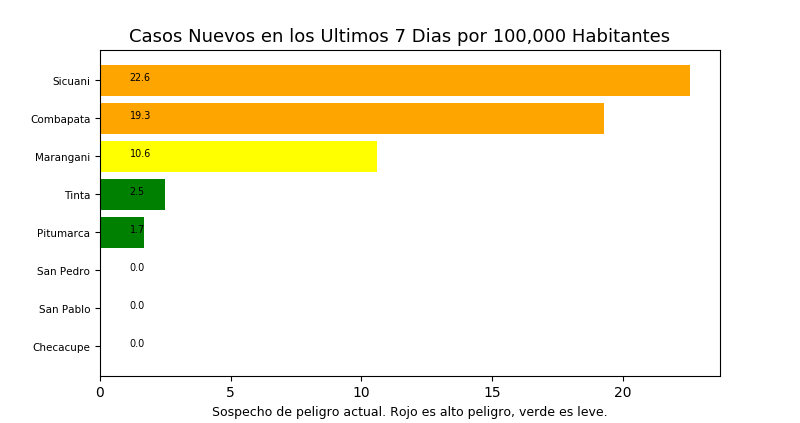 Casos Nuevos en los Ultimos 7 Dias por 100,000 Habitantes
Sicuani 22.6
Combapata 19.3
Marangani 10.6
Tinta 2.5
Pitumarca 1.7
San Pedro 0.0
San Pablo 0.0
Checacupe 0.0
0 5 10 15 20
Sospecho de peligro actual. Rojo es alto peligro, verde es leve.